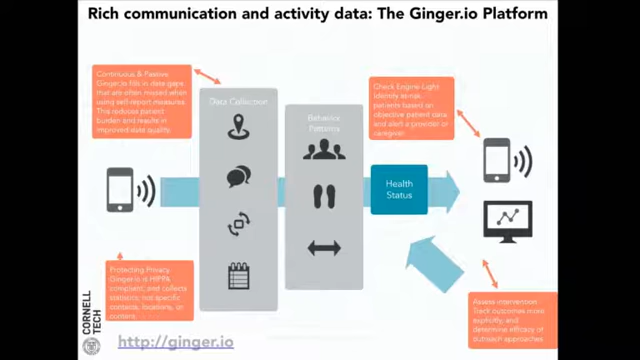 Rich communication and activity data: The Ginger.io Platform
Continuous & Passive
Ginger.io fills in data gaps
that are often missed when
using self-report measures.
This reduces patient
burden and results in
improved data quality.
Data Collection
Behavior
Patterns
Check Engine Light
Identify at-risk
patients based on
objective patient data
and alert a provider or
caregiver.
Health
Status
Protecting Privacy
Ginger.io is HIPPA
compliant, and collects
statistics, not specific
contacts, locations, or
content.
Assess intervention
Track outcomes more
explicitly, and
determine efficacy of
outreach approaches
CORNELL
TECH
http://ginger.io